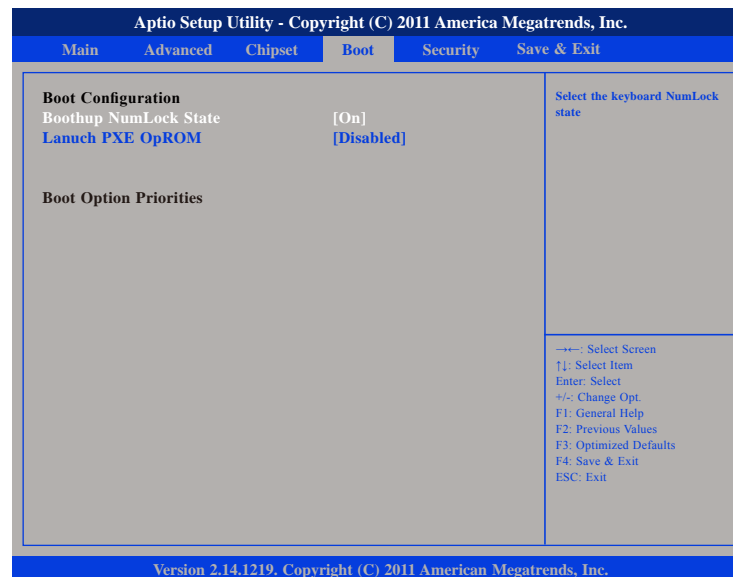 Aptio Setup Utility - Copyright (C) 2011 America Megatrends, Inc.
Main Advanced Chipset Boot Security Save & Exit
Boot Configuration
Boothup NumLock State [On]
Lanuch PXE OpROM [Disabled]
Boot Option Priorities
Select the keyboard NumLock
state
→←: Select Screen
↑↓: Select Item
Enter: Select
+/-: Change Opt.
F1: General Help
F2: Previous Values
F3: Optimized Defaults
F4: Save & Exit
ESC: Exit
Version 2.14.1219. Copyright (C) 2011 American Megatrends, Inc.